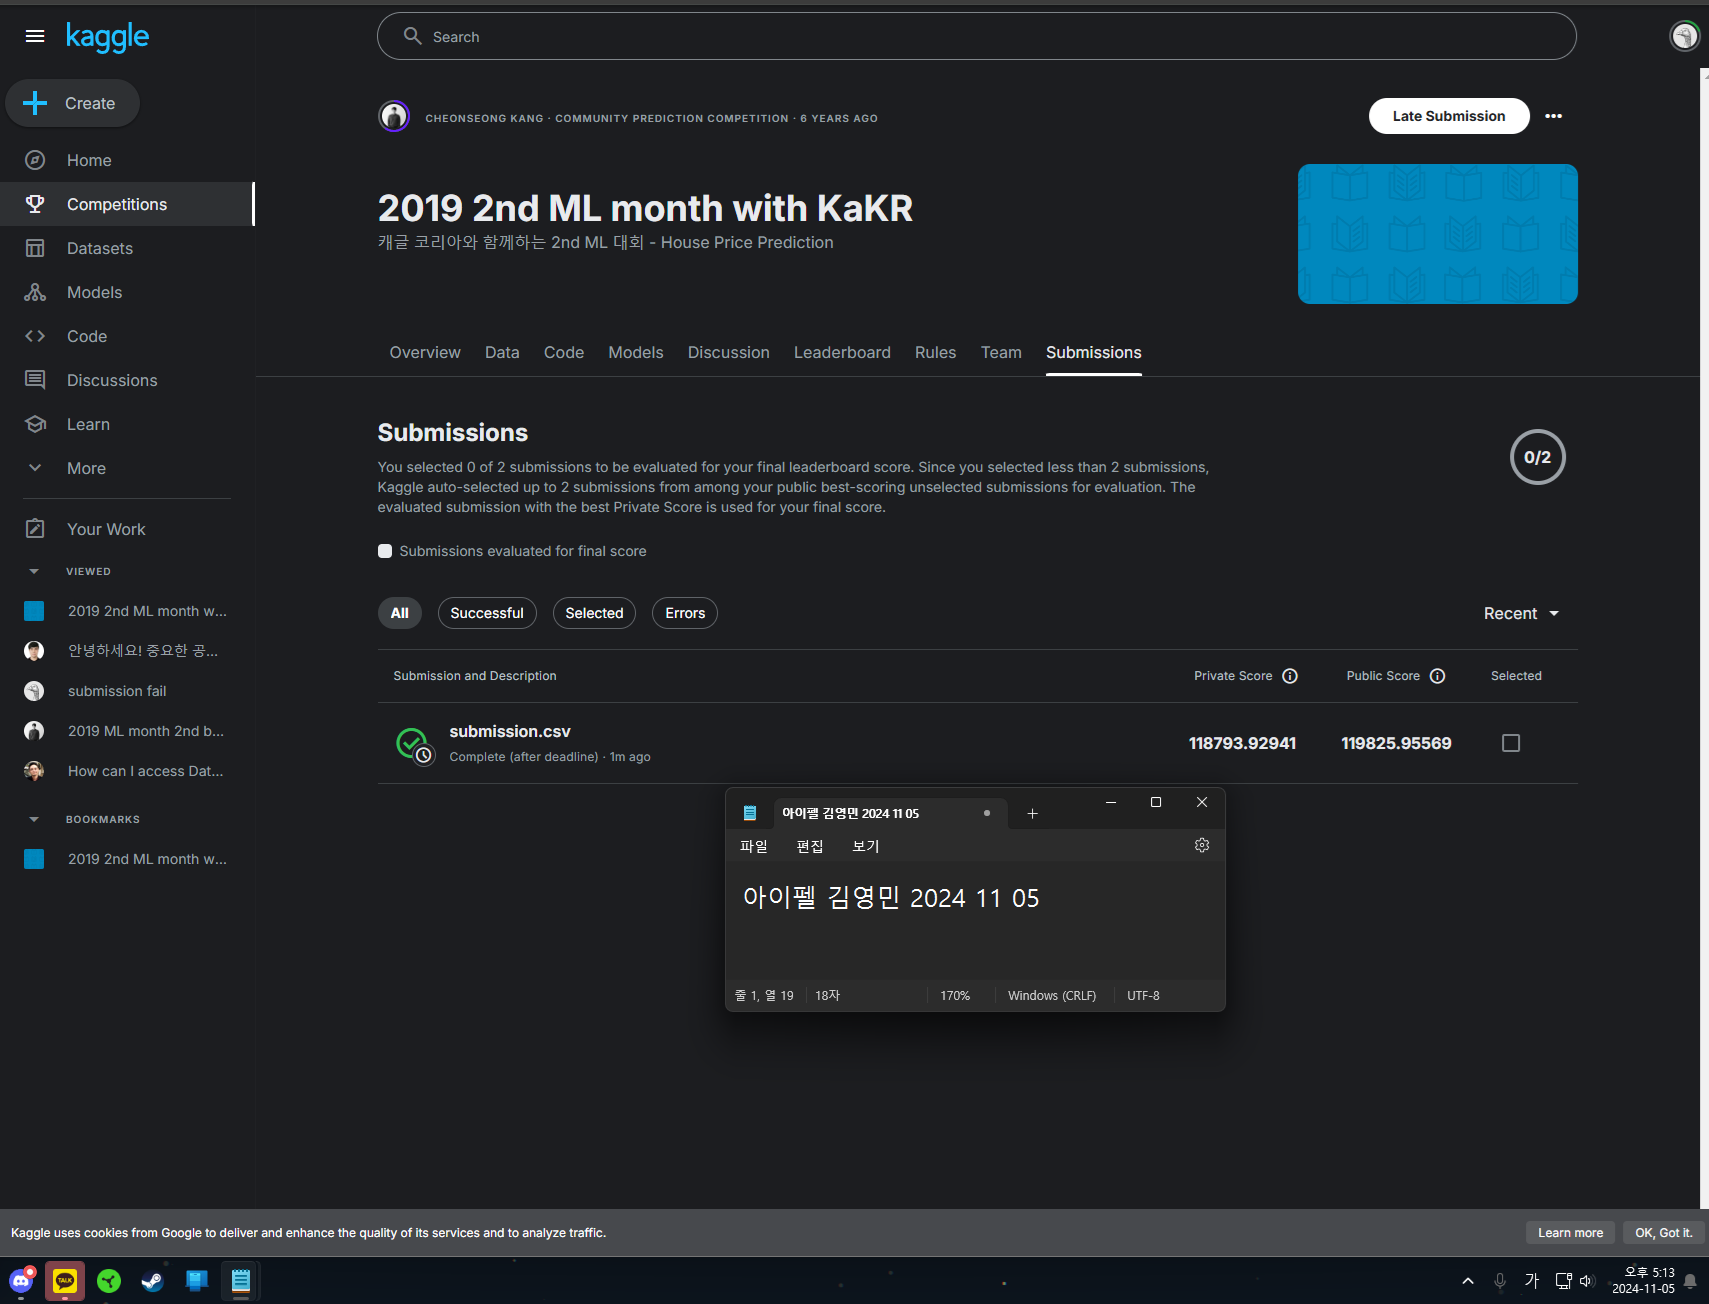 kaggle
Search
Create
Home
Competitions
Datasets
Models
Code
Discussions
Learn
More
Your Work
VIEWED
2019 2nd ML month w...
안녕하세요! 중요한 공...
submission fail
2019 ML month 2nd b...
How can I access Dat...
BOOKMARKS
2019 2nd ML month w...
CHEONSEONG KANG · COMMUNITY PREDICTION COMPETITION · 6 YEARS AGO
Late Submission
2019 2nd ML month with KaKR
캐글 코리아와 함께하는 2nd ML 대회 - House Price Prediction
Overview Data Code Models Discussion Leaderboard Rules Team Submissions
Submissions
You selected 0 of 2 submissions to be evaluated for your final leaderboard score. Since you selected less than 2 submissions,
Kaggle auto-selected up to 2 submissions from among your public best-scoring unselected submissions for evaluation. The
evaluated submission with the best Private Score is used for your final score.
0/2
Submissions evaluated for final score
All Successful Selected Errors
Recent
Submission and Description Private Score Public Score Selected
submission.csv
Complete (after deadline) · 1m ago
118793.92941 119825.95569
아이펠 김영민 2024 11 05
파일 편집 보기
아이펠 김영민 2024 11 05
줄 1, 열 19 18자 170% Windows (CRLF) UTF-8
Kaggle uses cookies from Google to deliver and enhance the quality of its services and to analyze traffic.
Learn more OK, Got it.
TALK
가
오후 5:13
2024-11-05